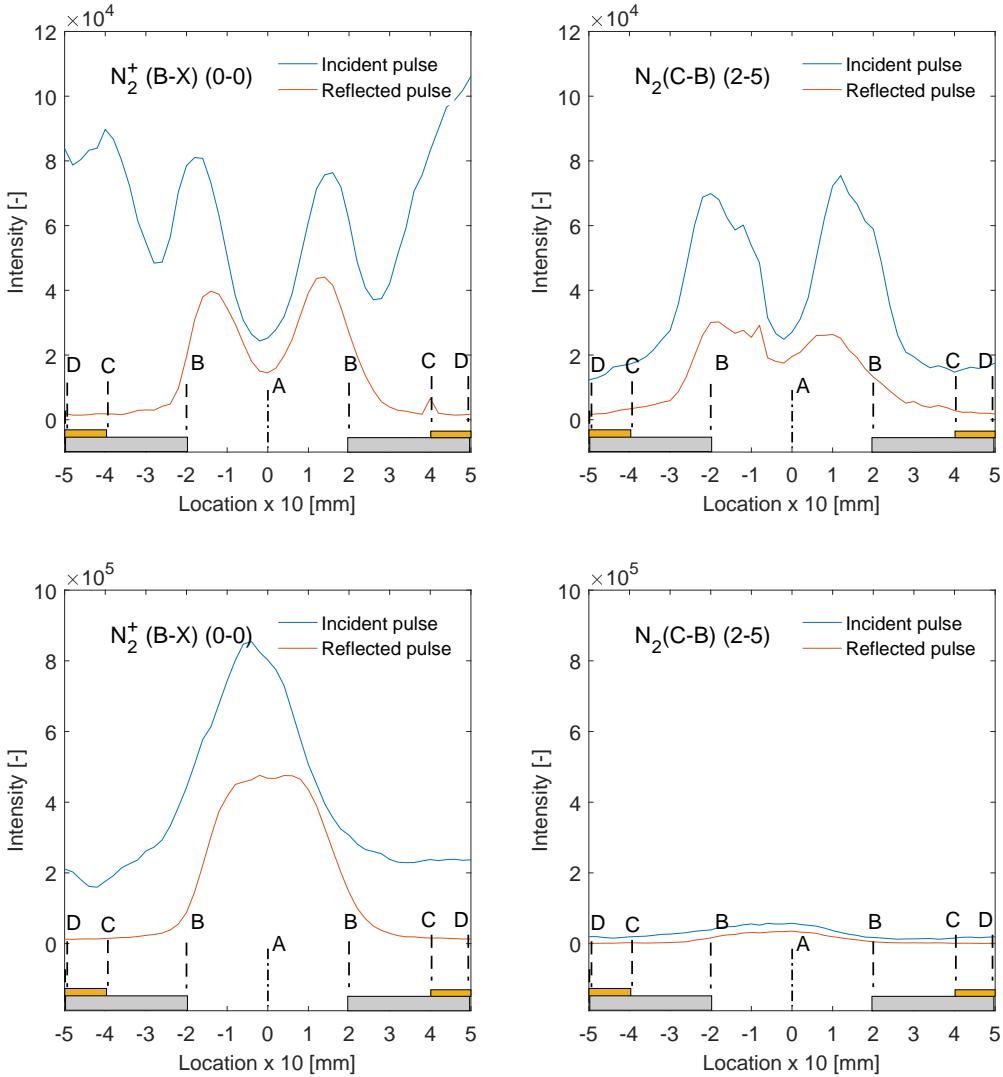 ×10^4
N_2^+ (B-X) (0-0)
Incident pulse
Reflected pulse
Intensity [-]
12
10
8
6
4
2
0
D
C
B
A
B
C
D
-5 -4 -3 -2 -1 0 1 2 3 4 5
Location x 10 [mm]
×10^4
N_2(C-B) (2-5)
Incident pulse
Reflected pulse
Intensity [-]
12
10
8
6
4
2
0
D
C
B
A
B
C
D
-5 -4 -3 -2 -1 0 1 2 3 4 5
Location x 10 [mm]
×10^5
N_2^+ (B-X) (0-0)
Incident pulse
Reflected pulse
Intensity [-]
10
8
6
4
2
0
D
C
B
A
B
C
D
-5 -4 -3 -2 -1 0 1 2 3 4 5
Location x 10 [mm]
×10^5
N_2(C-B) (2-5)
Incident pulse
Reflected pulse
Intensity [-]
10
8
6
4
2
0
D
C
B
A
B
C
D
-5 -4 -3 -2 -1 0 1 2 3 4 5
Location x 10 [mm]